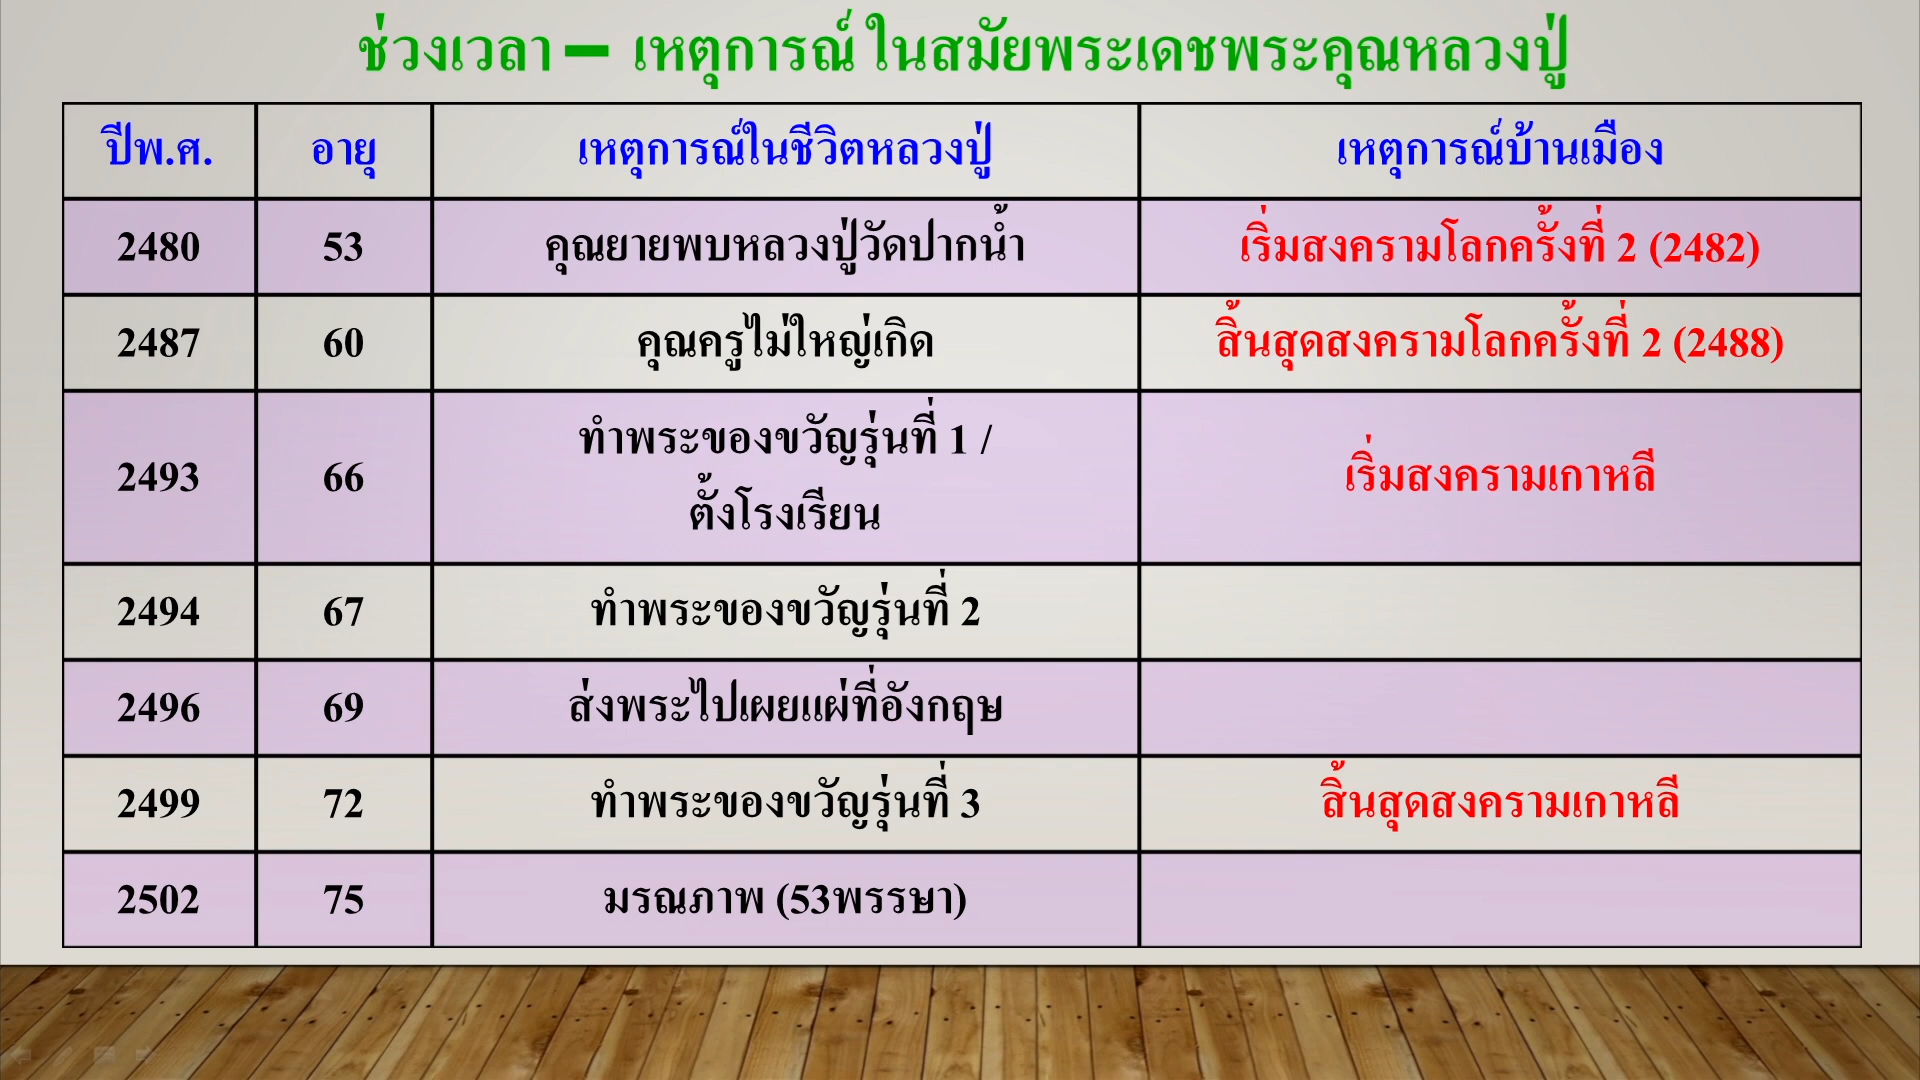 ช่วงเวลา – เหตุการณ์ ในสมัยพระเดชพระคุณหลวงปู่
ปีพ.ศ. อายุ เหตุการณ์ในชีวิตหลวงปู่ เหตุการณ์บ้านเมือง
2480 53 คุณยายพบหลวงปู่วัดปากน้ำ เริ่มสงครามโลกครั้งที่ 2 (2482)
2487 60 คุณครูไม่ใหญ่เกิด สิ้นสุดสงครามโลกครั้งที่ 2 (2488)
2493 66 ทำพระของขวัญรุ่นที่ 1 /
ตั้งโรงเรียน เริ่มสงครามเกาหลี
2494 67 ทำพระของขวัญรุ่นที่ 2
2496 69 ส่งพระไปเผยแผ่ที่อังกฤษ
2499 72 ทำพระของขวัญรุ่นที่ 3 สิ้นสุดสงครามเกาหลี
2502 75 มรณภาพ (53พรรษา)